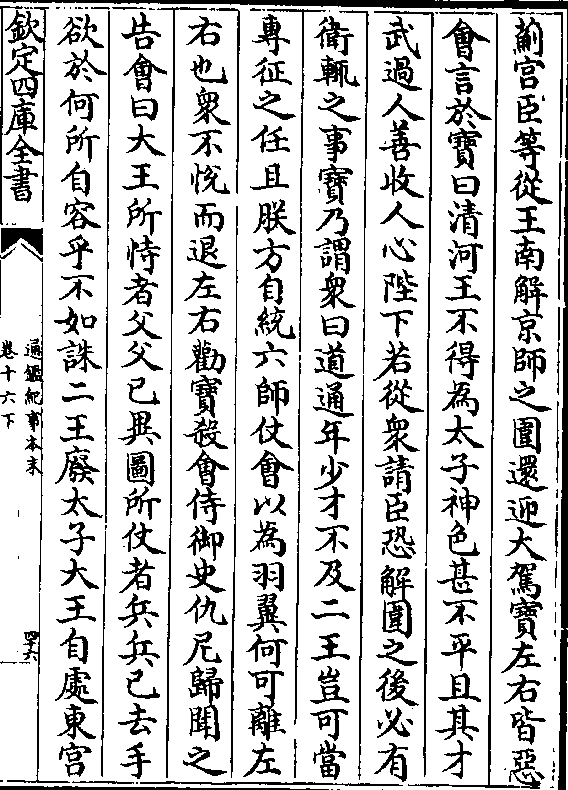 薊宮臣等從王南解京師之圍還迎大駕寶左右皆惡
會言於寶曰清河王不得為太子神色甚不平且其才
武過人善收人心陛下若從衆請臣恐解圍之後必有
衛輒之事寶乃謂衆曰道通年少才不及二王豈可當
專征之任且朕方自統六師仗會以為羽翼何可離左
右也衆不悅而退左右勸寶殺會侍御史仇尼歸聞之
告會曰大王所恃者父父已異圖所仗者兵兵已去手
欲於何所自容乎不如誅二王廢太子大王自處東宮
欽定四庫全書
通鑑紀事本末
卷十六下
四六